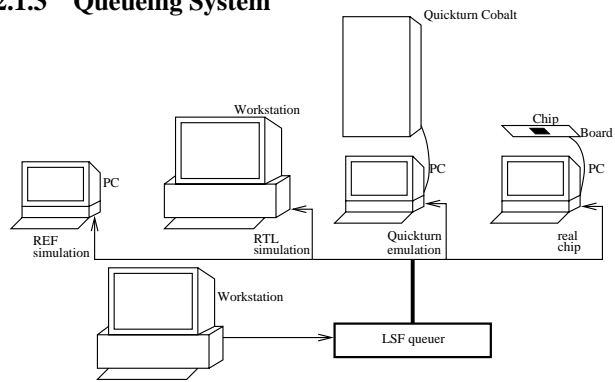 2.1.3 Queueing System
Quickturn Cobalt
Workstation
Chip
Board
PC
PC
PC
REF
simulation
RTL
simulation
Quickturn
emulation
real
chip
Workstation
LSF queuer